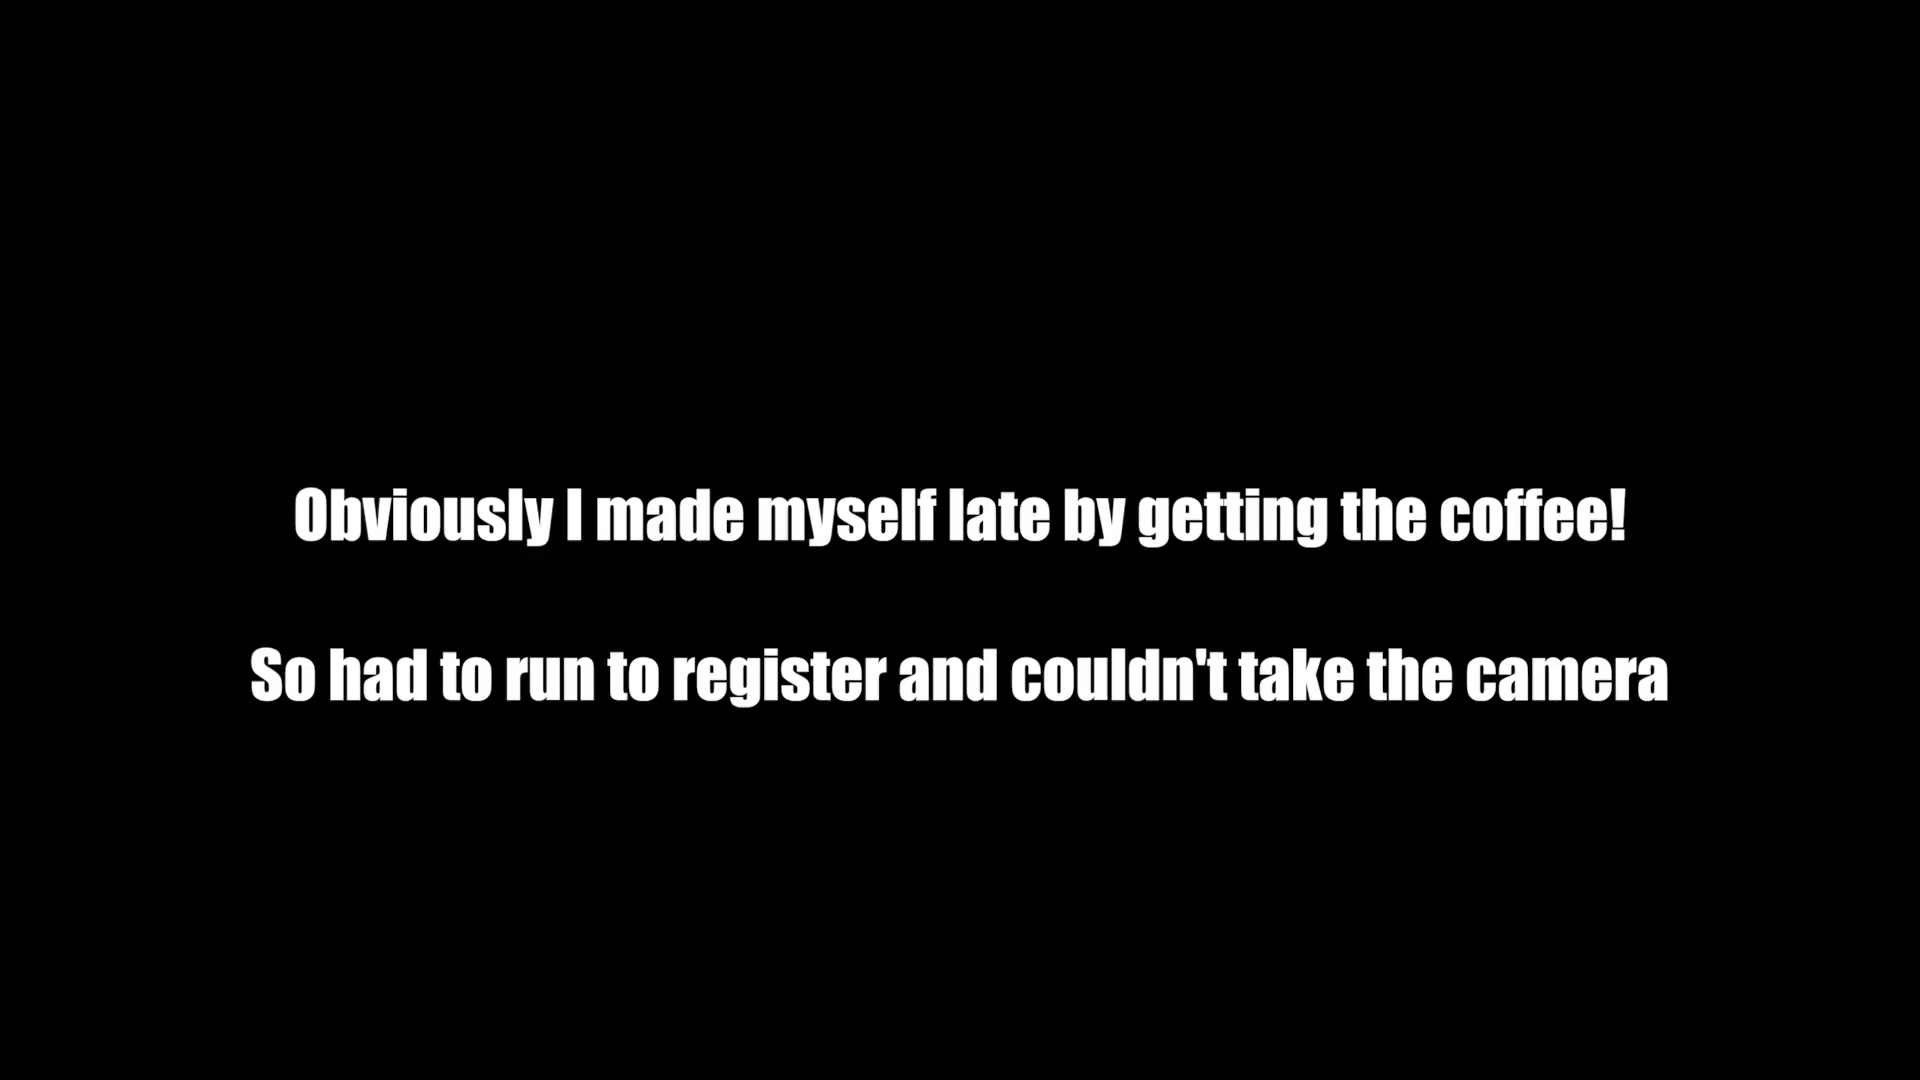 Obviously I made myself late by getting the coffee!
So had to run to register and couldn't take the camera